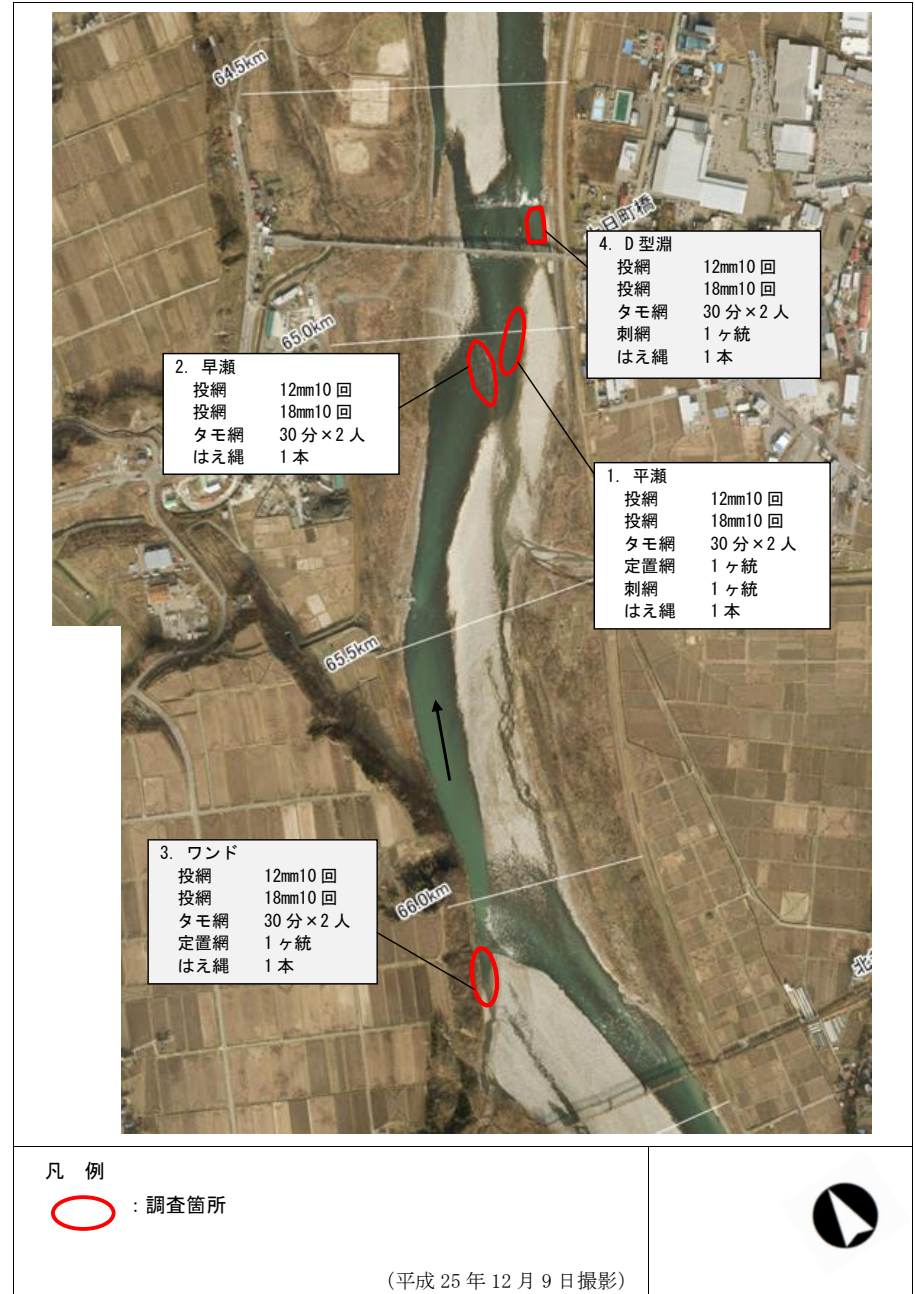 64.5km
日町橋
4. D型淵
投網 12mm10回
投網 18mm10回
タモ網 30分×2人
刺網 1ヶ統
はえ縄 1本
65.0km
2. 早瀬
投網 12mm10回
投網 18mm10回
タモ網 30分×2人
はえ縄 1本
1. 平瀬
投網 12mm10回
投網 18mm10回
タモ網 30分×2人
定置網 1ヶ統
刺網 1ヶ統
はえ縄 1本
65.5km
3. ワンド
投網 12mm10回
投網 18mm10回
タモ網 30分×2人
定置網 1ヶ統
はえ縄 1本
66.0km
北
凡 例
：調査箇所
(平成25年12月9日撮影)